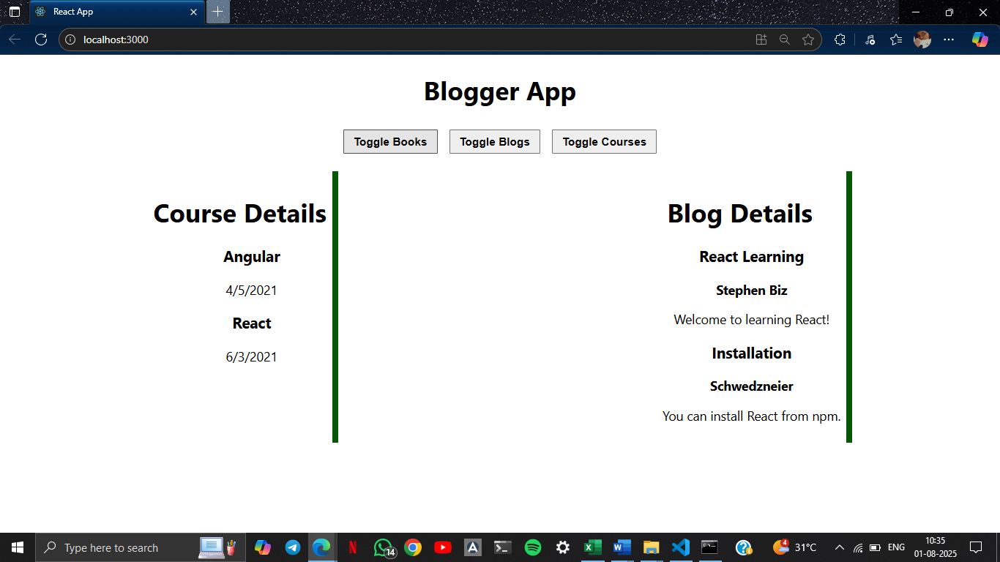 React App
localhost:3000
Blogger App
Toggle Books Toggle Blogs Toggle Courses
Course Details
Angular
4/5/2021
React
6/3/2021
Blog Details
React Learning
Stephen Biz
Welcome to learning React!
Installation
Schwedzneier
You can install React from npm.
Type here to search
14
4
31°C
ENG
10:35
01-08-2025